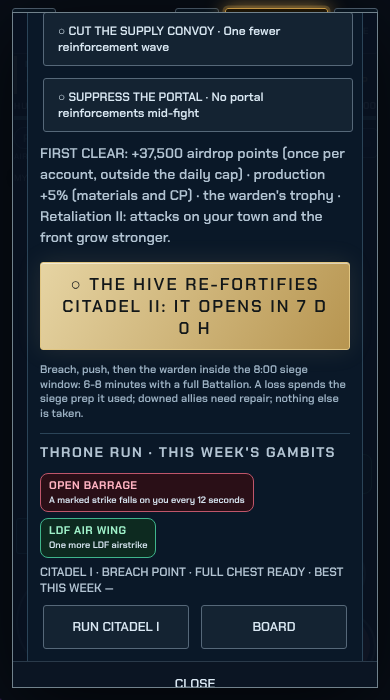 ○ CUT THE SUPPLY CONVOY · One fewer
reinforcement wave
○ SUPPRESS THE PORTAL · No portal
reinforcements mid-fight
FIRST CLEAR: +37,500 airdrop points (once per
account, outside the daily cap) · production
+5% (materials and CP) · the warden's trophy ·
Retaliation II: attacks on your town and the
front grow stronger.
○ THE HIVE RE-FORTIFIES
CITADEL II: IT OPENS IN 7 D
0 H
Breach, push, then the warden inside the 8:00 siege
window: 6-8 minutes with a full Battalion. A loss spends the
siege prep it used; downed allies need repair; nothing else
is taken.
THRONE RUN · THIS WEEK'S GAMBITS
OPEN BARRAGE
A marked strike falls on you every 12 seconds
LDF AIR WING
One more LDF airstrike
CITADEL I · BREACH POINT · FULL CHEST READY · BEST
THIS WEEK —
RUN CITADEL I
BOARD
CLOSE